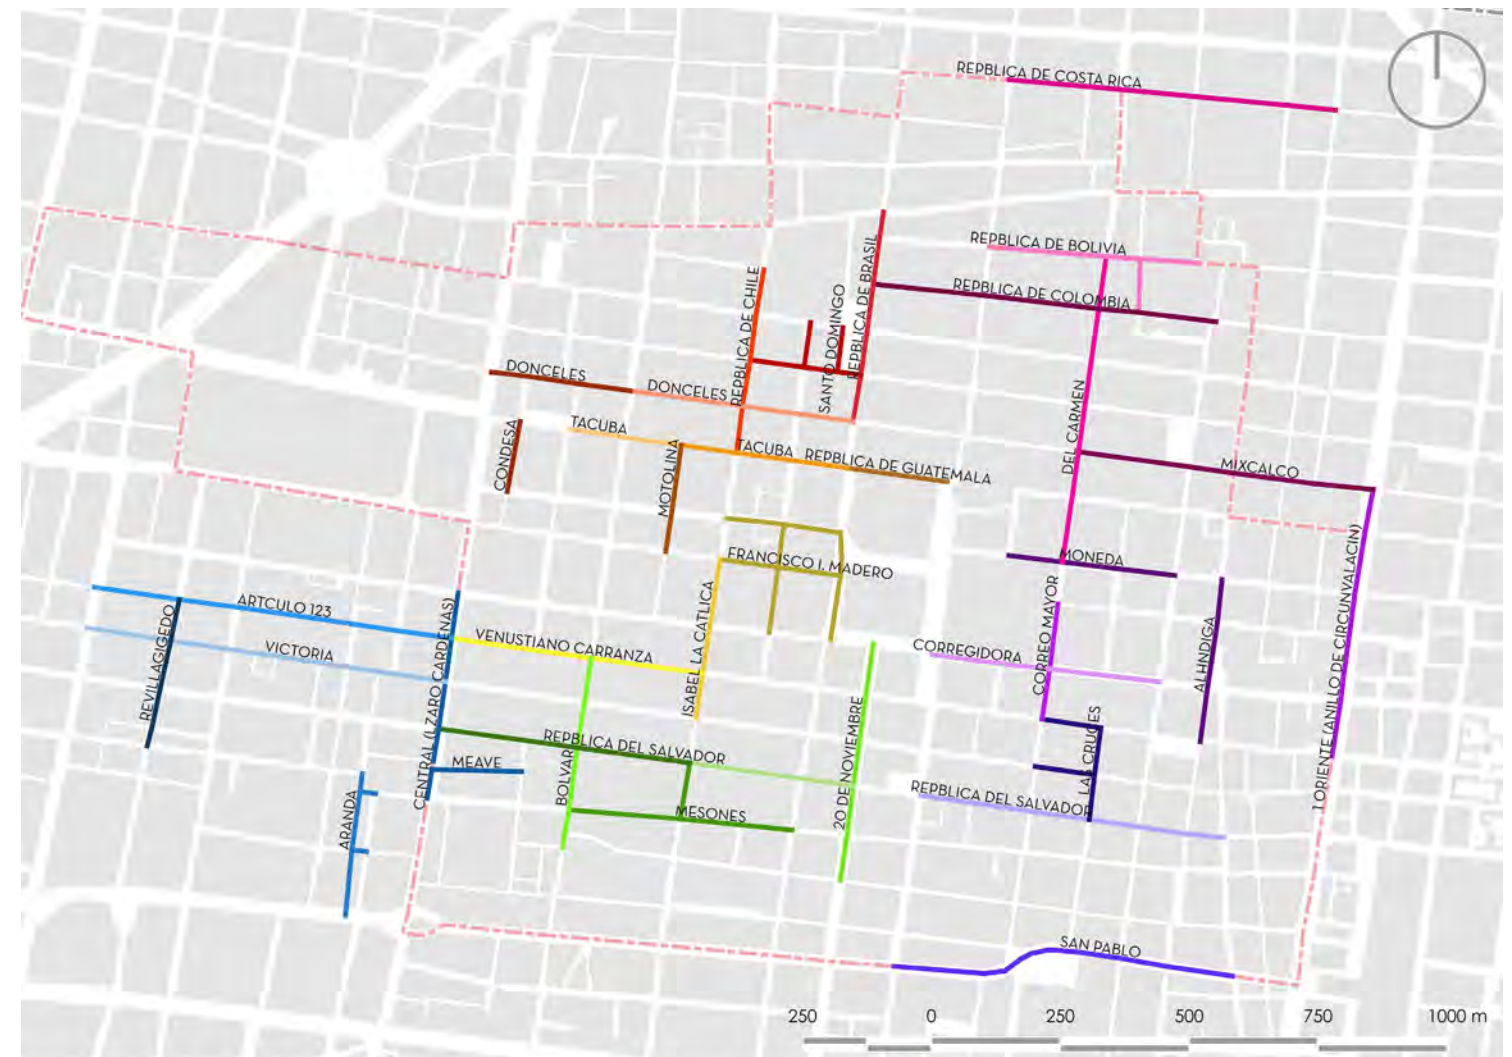 REPBLICA DE COSTA RICA
REPBLICA DE BOLIVIA
REPBLICA DE COLOMBIA
REPBLICA DE BRASIL
SANTO DOMINGO
REPBLICA DE CHILE
DONCELES
DONCELES
TACUBA
TACUBA
REPBLICA DE GUATEMALA
CONDESA
MOTOLINA
DEL CARMEN
MIXCALCO
MONEDA
FRANCISCO I. MADERO
ISABEL LA CATLICA
ARTCULO 123
VICTORIA
REVILLAGIGEDO
CENTRAL (LZARO CARDENAS)
VENUSTIANO CARRANZA
CORREGIDORA
CORREO MAYOR
ALHNDIGA
1 ORIENTE (ANILLO DE CIRCUNVALACIN)
REPBLICA DEL SALVADOR
MEAVE
BOLVAR
MESONES
20 DE NOVIEMBRE
LAS CRUCES
REPBLICA DEL SALVADOR
ARANDA
SAN PABLO
250 0 250 500 750 1000 m